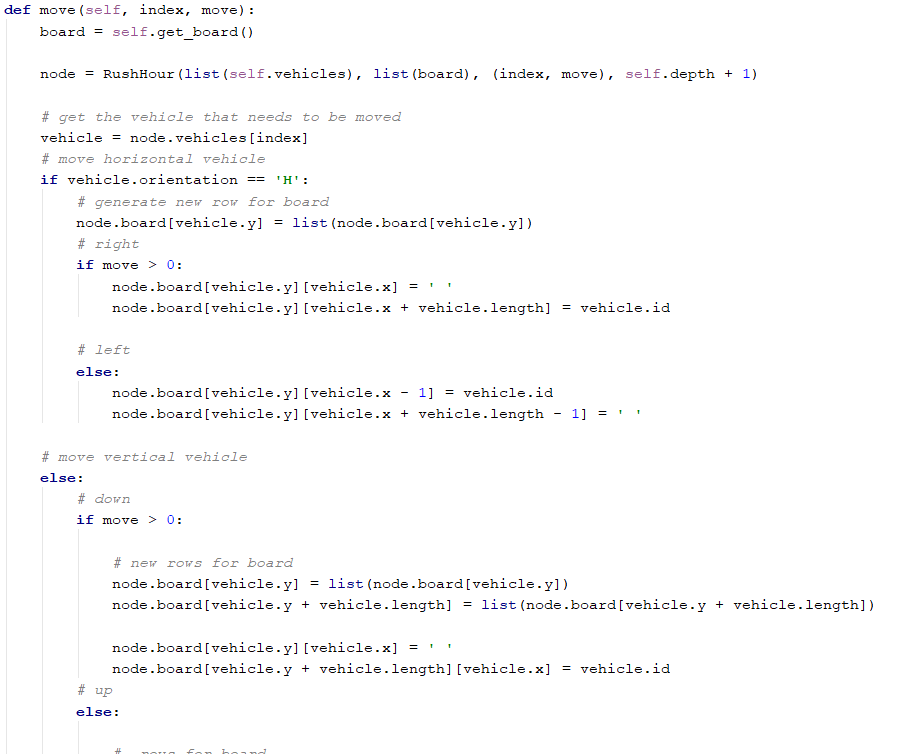 def move(self, index, move):
    board = self.get_board()

    node = RushHour(list(self.vehicles), list(board), (index, move), self.depth + 1)

    # get the vehicle that needs to be moved
    vehicle = node.vehicles[index]
    # move horizontal vehicle
    if vehicle.orientation == 'H':
        # generate new row for board
        node.board[vehicle.y] = list(node.board[vehicle.y])
        # right
        if move > 0:
            node.board[vehicle.y][vehicle.x] = ' '
            node.board[vehicle.y][vehicle.x + vehicle.length] = vehicle.id

        # left
        else:
            node.board[vehicle.y][vehicle.x - 1] = vehicle.id
            node.board[vehicle.y][vehicle.x + vehicle.length - 1] = ' '

    # move vertical vehicle
    else:
        # down
        if move > 0:

            # new rows for board
            node.board[vehicle.y] = list(node.board[vehicle.y])
            node.board[vehicle.y + vehicle.length] = list(node.board[vehicle.y + vehicle.length])

            node.board[vehicle.y][vehicle.x] = ' '
            node.board[vehicle.y + vehicle.length][vehicle.x] = vehicle.id
        # up
        else:

            # rows for board